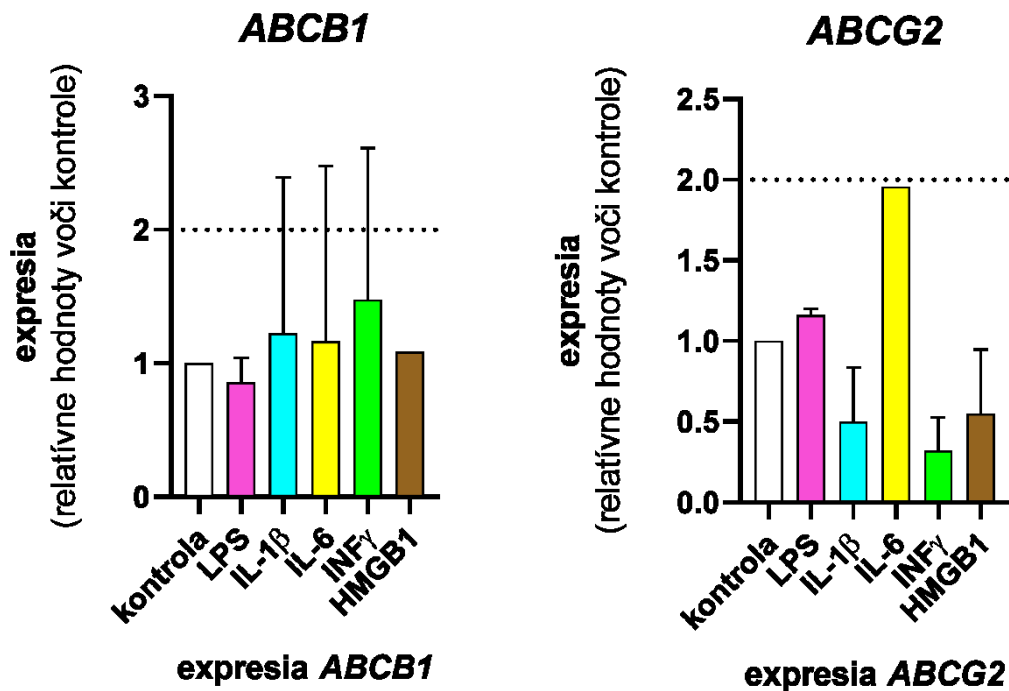 ABCB1
expresia
(relatívne hodnoty voči kontrole)
3
2
1
0
kontrola
LPS
IL-1β
IL-6
INFγ
HMGB1
expresia ABCB1
ABCG2
expresia
(relatívne hodnoty voči kontrole)
2.5
2.0
1.5
1.0
0.5
0.0
kontrola
LPS
IL-1β
IL-6
INFγ
HMGB1
expresia ABCG2